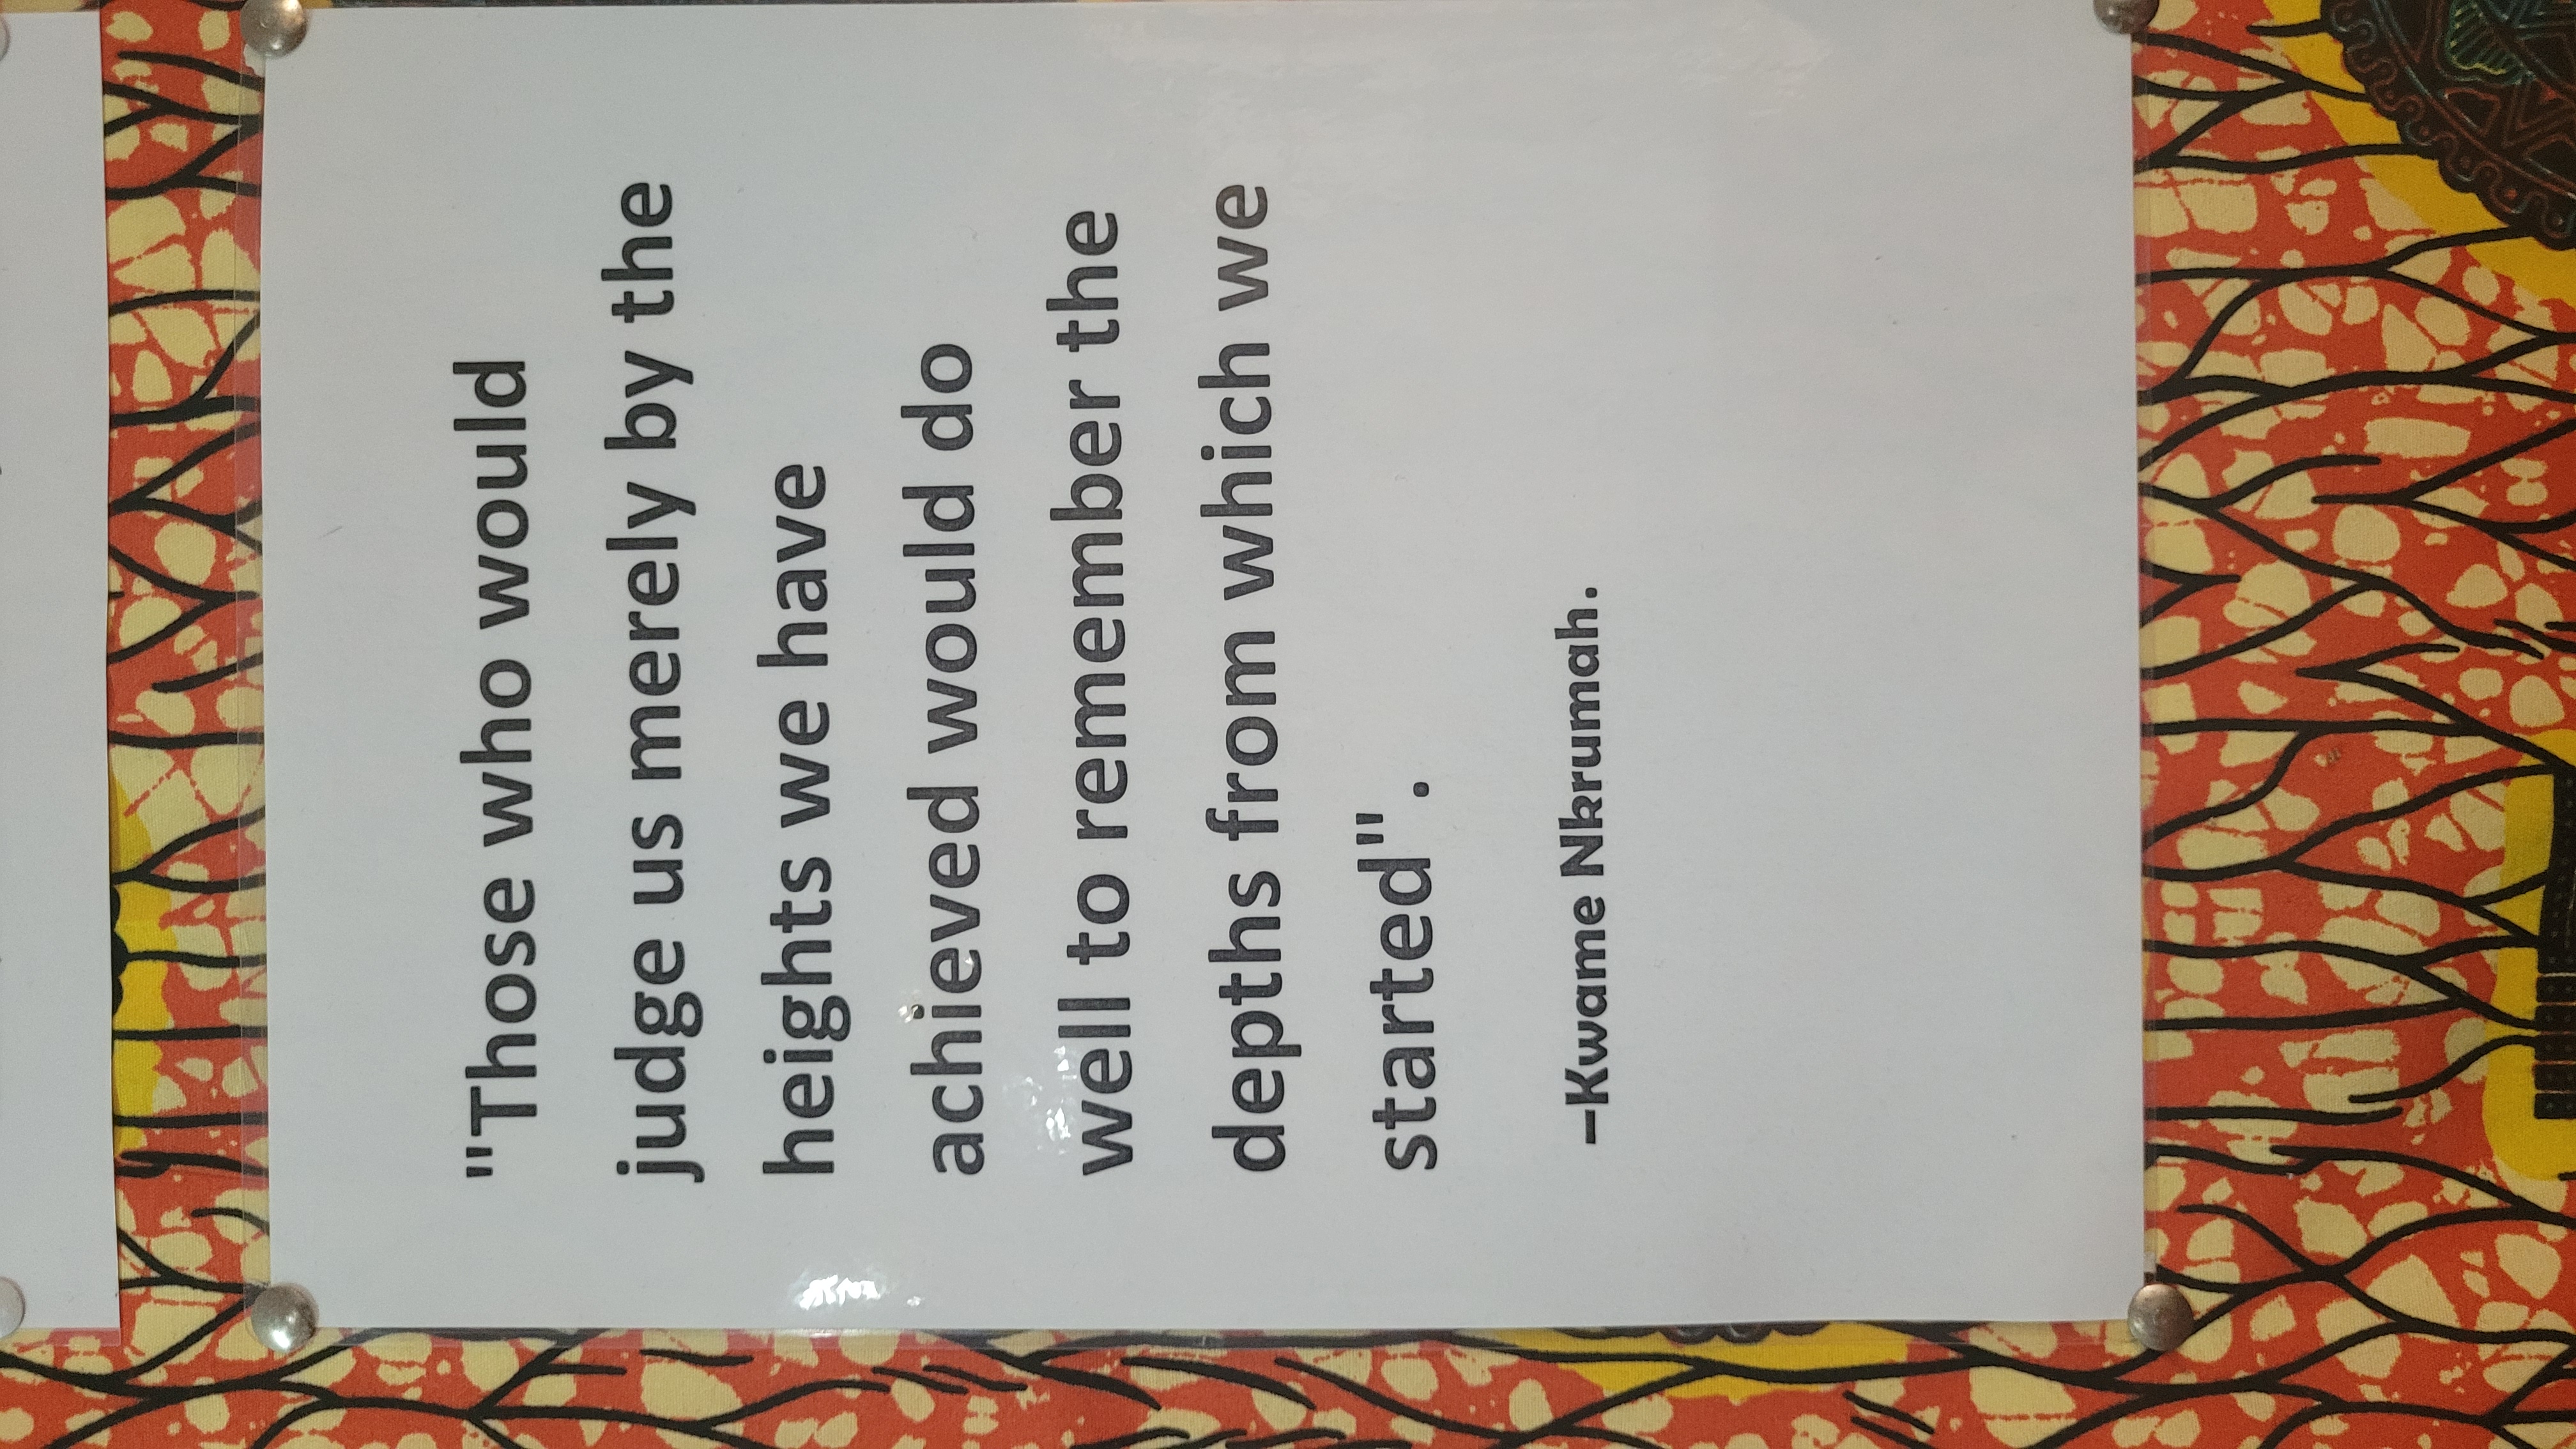 "Those who would
judge us merely by the
heights we have
achieved would do
well to remember the
depths from which we
started".
–Kwame Nkrumah.